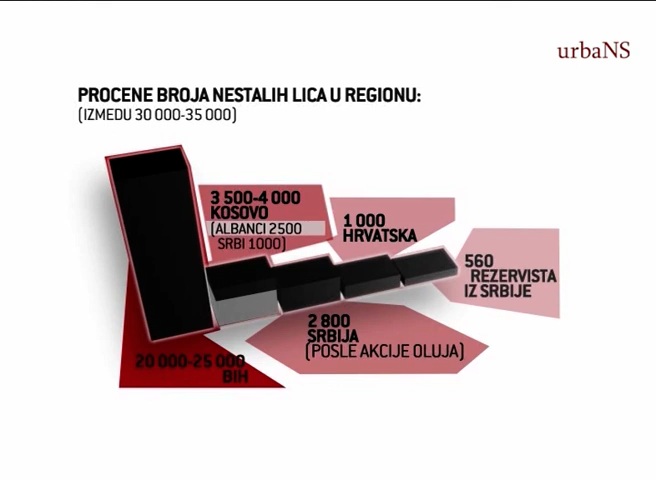 urbaNS
PROCENE BROJA NESTALIH LICA U REGIONU:
(IZMEDU 30 000-35 000)
3 500-4 000
KOSOVO
(ALBANCI 2500
SRBI 1000)
1 000
HRVATSKA
560
REZERVISTA
IZ SRBIJE
2 800
SRBIJA
(POSLE AKCIJE OLUJA)
20 000-25 000
BIH